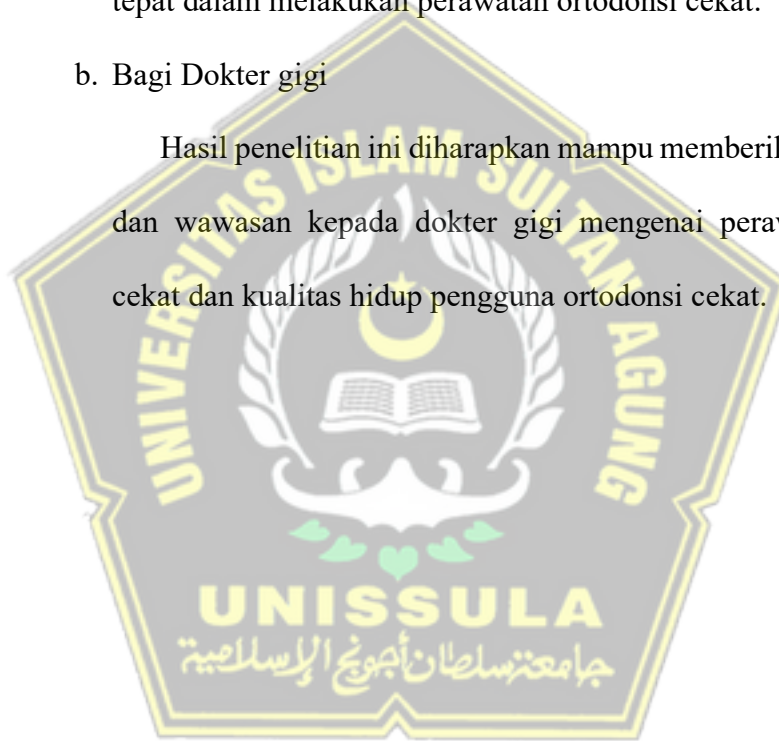 tepat dalam melakukan perawatan ortodonsi cekat.
b. Bagi Dokter gigi
Hasil penelitian ini diharapkan mampu memberik
dan wawasan kepada dokter gigi mengenai peraw
cekat dan kualitas hidup pengguna ortodonsi cekat.
UNIVERSITAS ISLAM SULTAN AGUNG
UNISSULA
جامعة سلطان أجونج الإسلامية